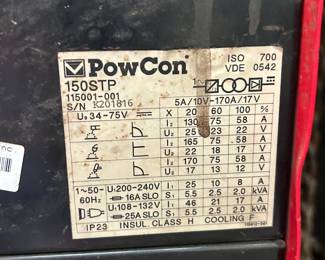 PowCon
ISO 700
VDE 0542
150STP
115001-001
S/N K201816
5A/10V-170A/17V
U₀ 34-75V
X 20 60 100 %
I₂ 130 75 58 A
U₂ 25 23 22 V
I₂ 165 75 58 A
U₂ 22 18 17 V
I₂ 170 75 58 A
U₂ 17 13 12 V
1~50-60Hz
U₁200-240V
I₁ 25 10 8 A
16A SLO
S₁ 5.5 2.5 2.0 kVA
U₁108-132V
I₁ 46 21 17 A
25A SLO
S₁ 5.5 2.5 2.0 kVA
IP23 INSUL CLASS H COOLING F